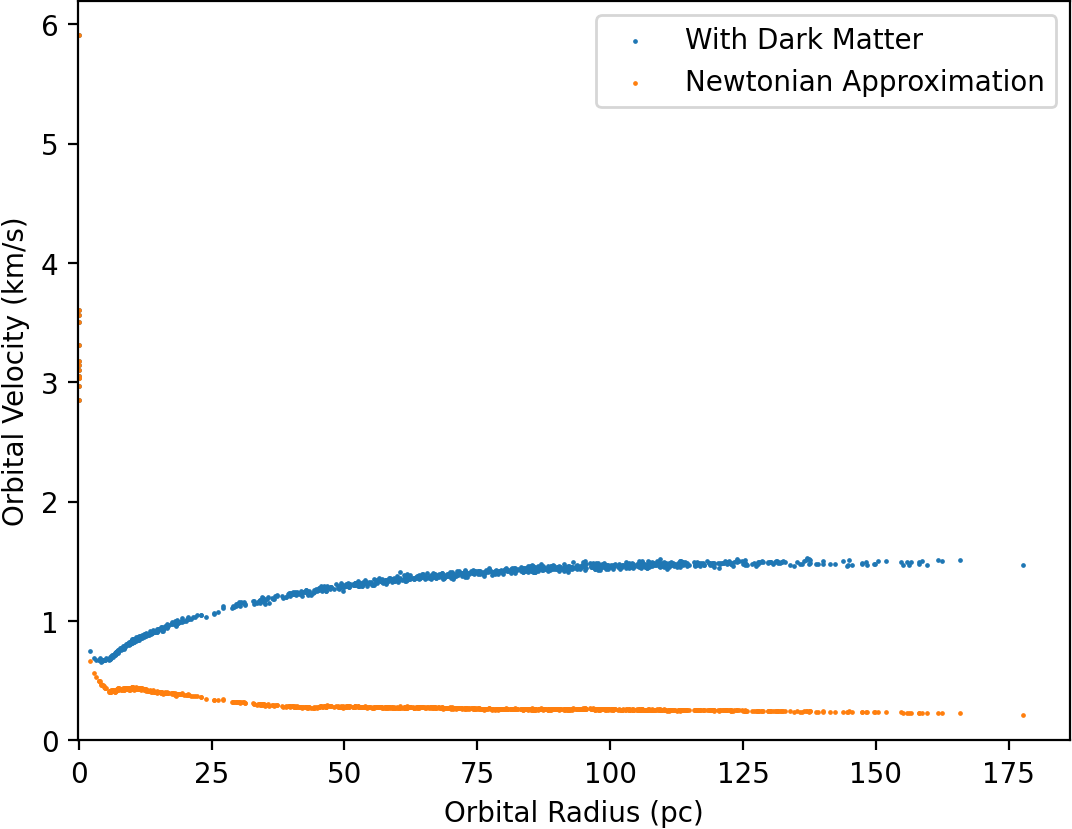 With Dark Matter
Newtonian Approximation
Orbital Velocity (km/s)
6
5
4
3
2
1
0
0 25 50 75 100 125 150 175
Orbital Radius (pc)